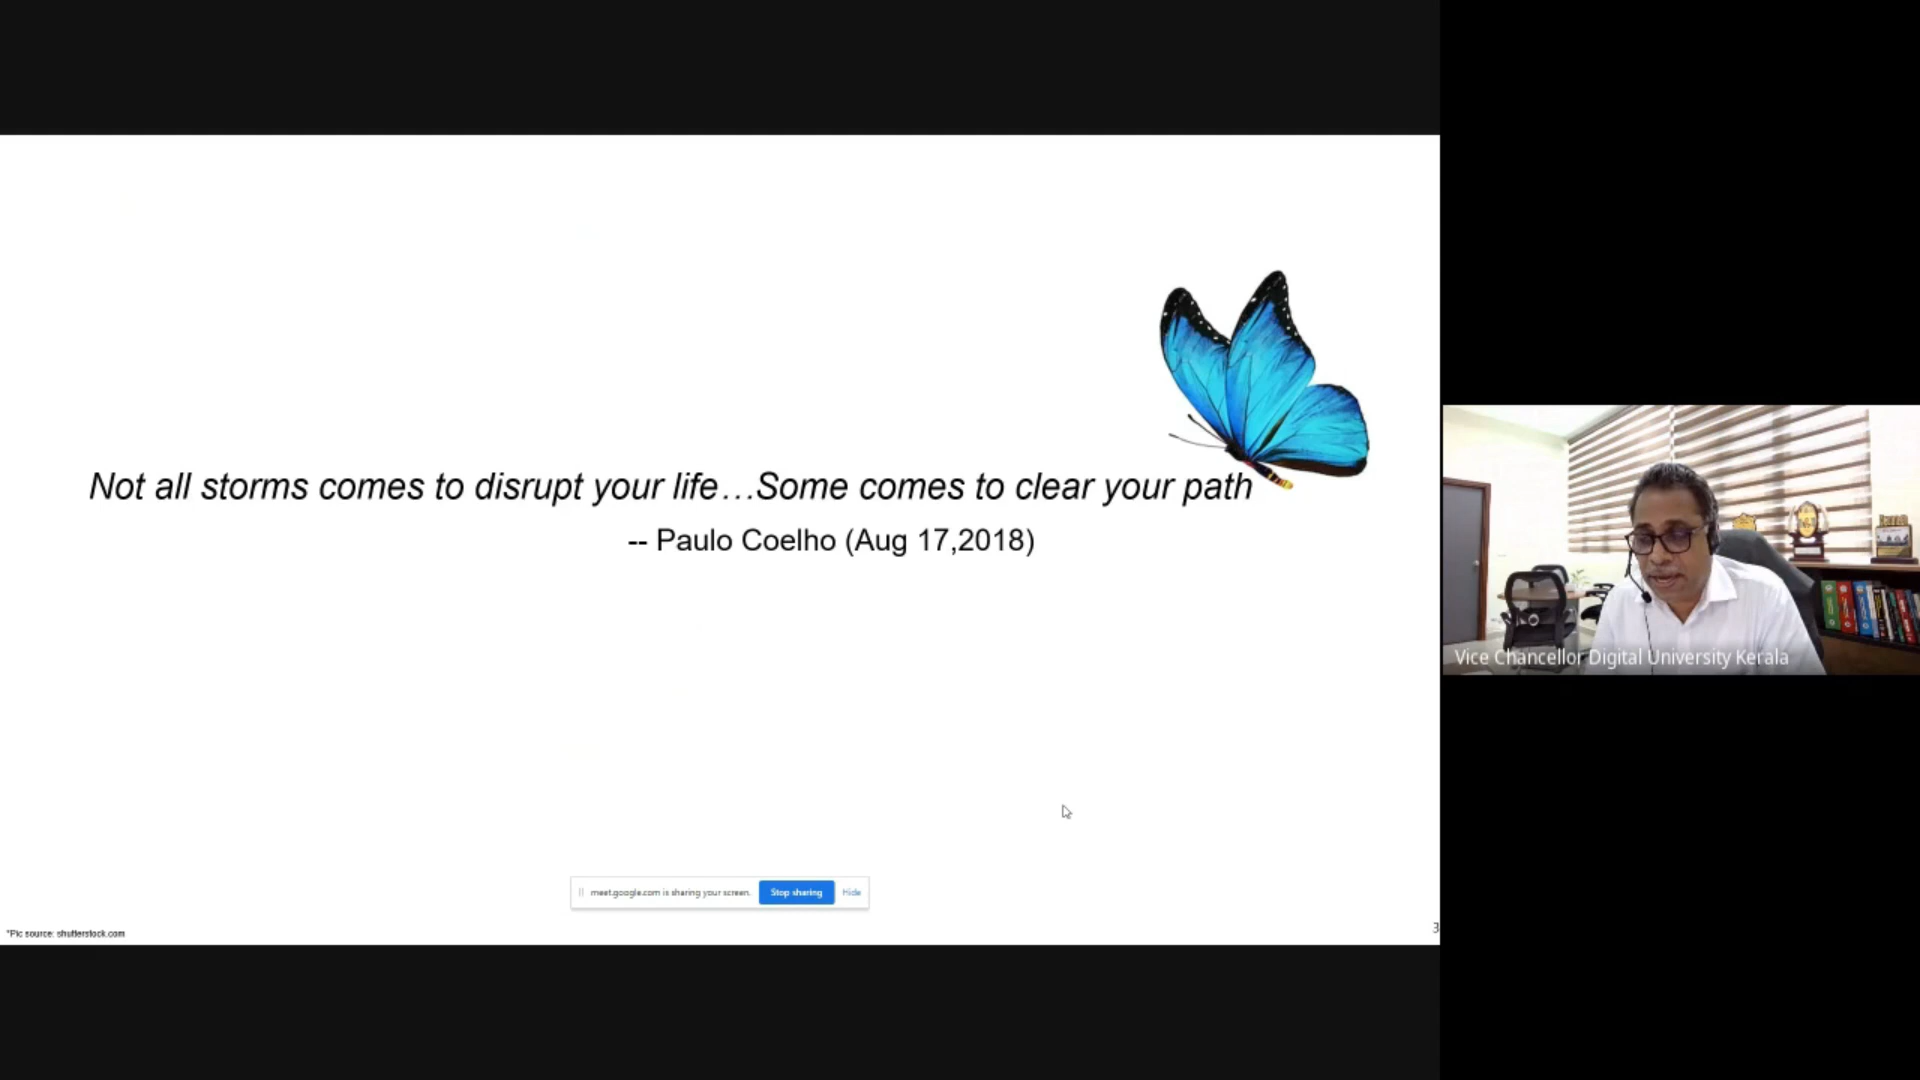 Not all storms comes to disrupt your life…Some comes to clear your path
-- Paulo Coelho (Aug 17,2018)
meet.google.com is sharing your screen. Stop sharing Hide
*Pic source: shutterstock.com
3
Vice Chancellor Digital University Kerala